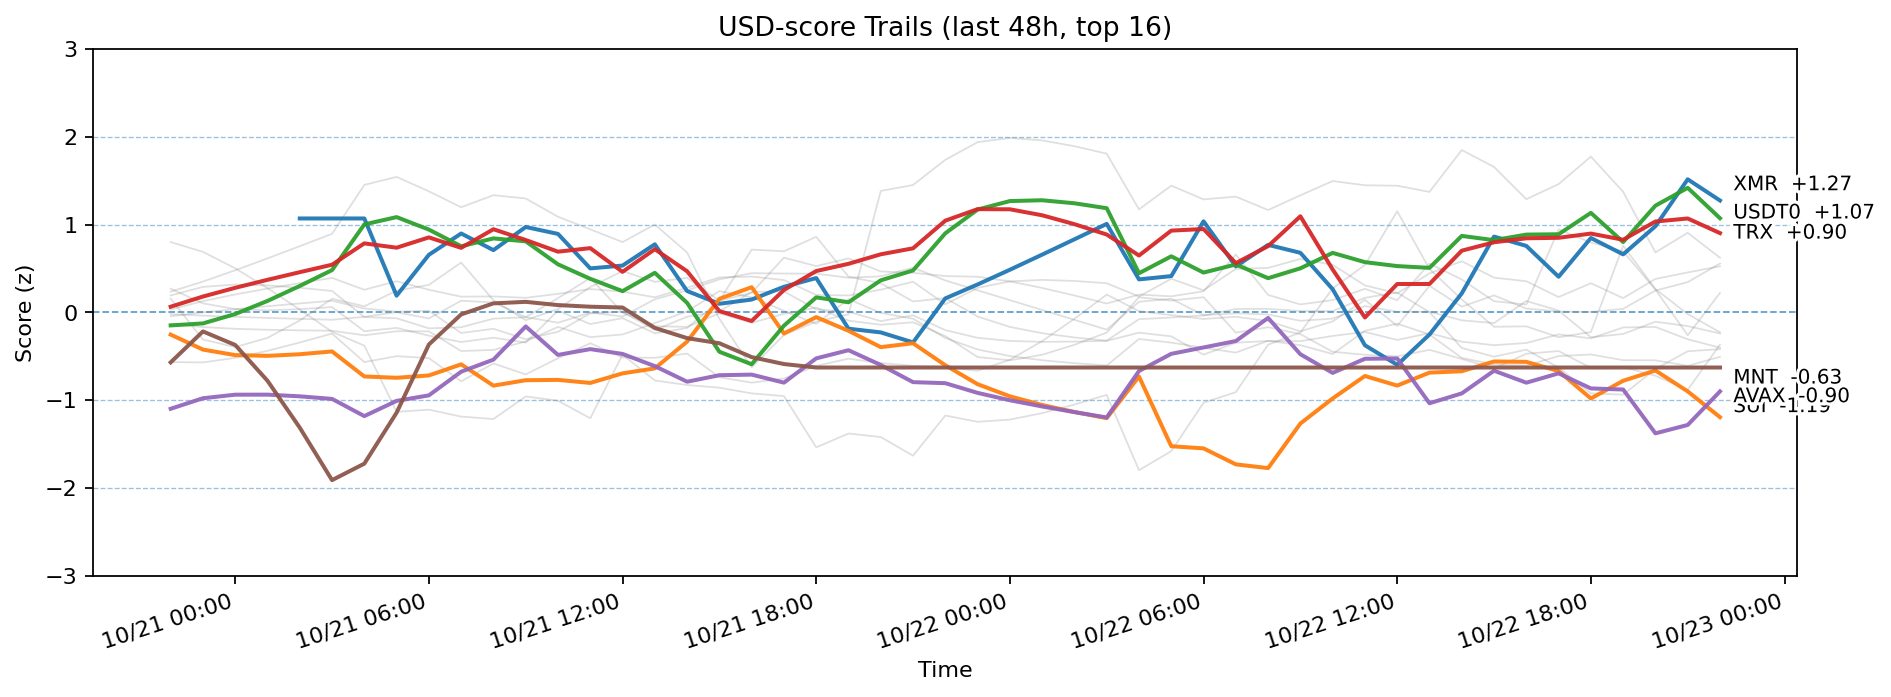 USD-score Trails (last 48h, top 16)
Score (z)
3
2
1
0
−1
−2
−3
XMR +1.27
USDT0 +1.07
TRX +0.90
MNT -0.63
AVAX -0.90
SUI -1.19
10/21 00:00
10/21 06:00
10/21 12:00
10/21 18:00
10/22 00:00
10/22 06:00
10/22 12:00
10/22 18:00
10/23 00:00
Time